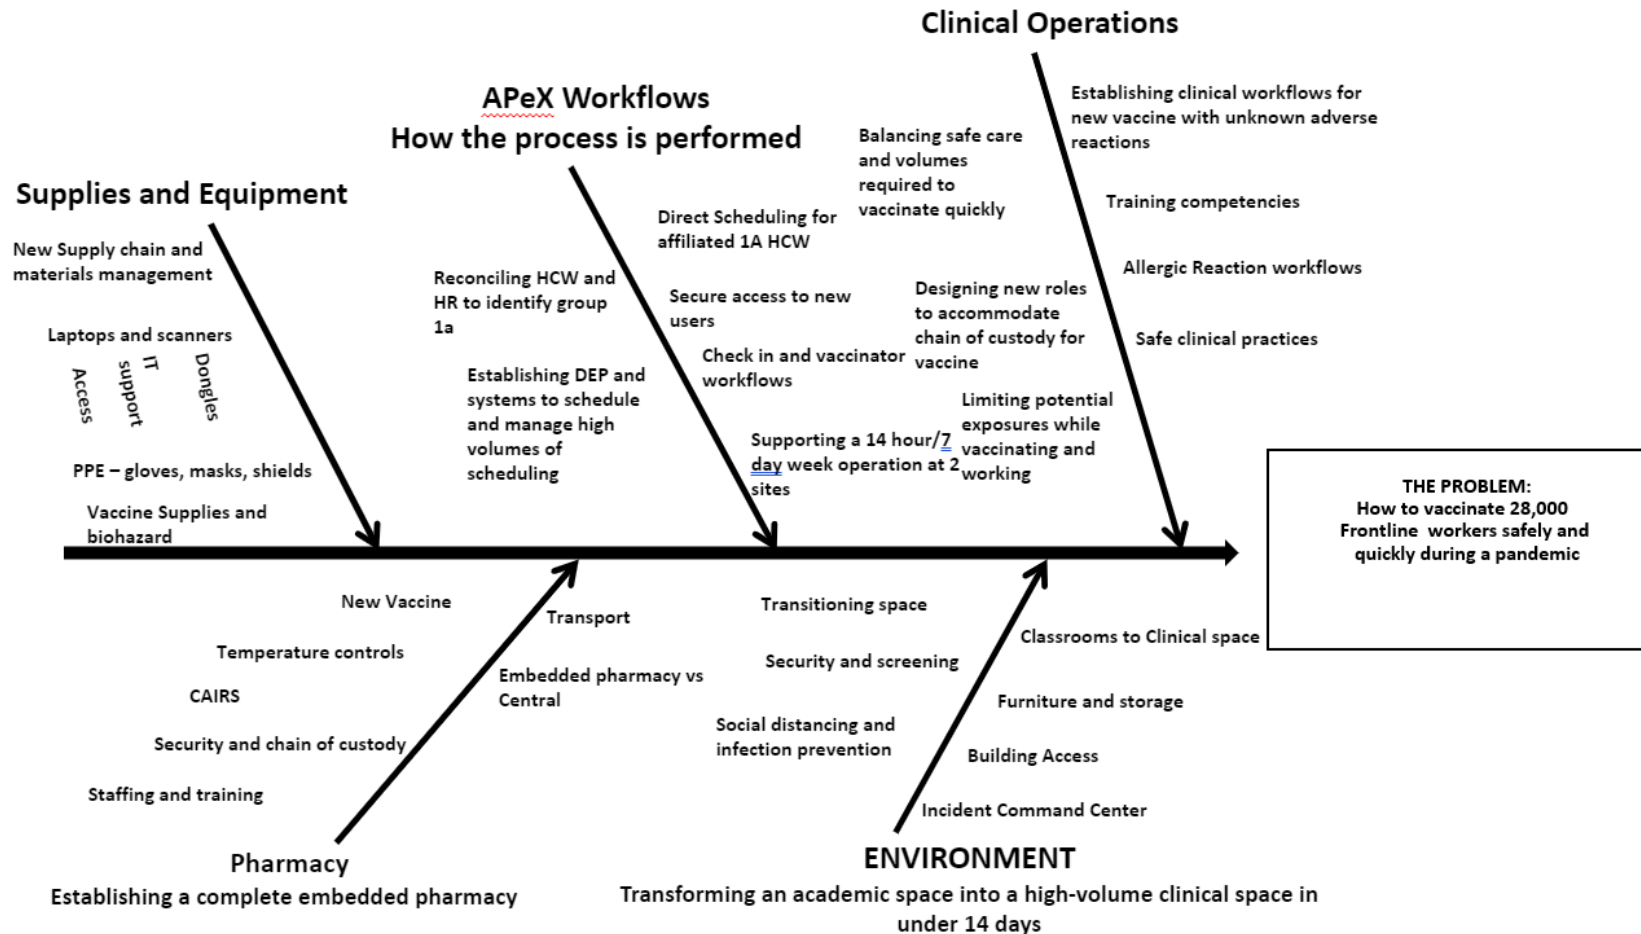 Clinical Operations
Establishing clinical workflows for
new vaccine with unknown adverse
reactions
Training competencies
Allergic Reaction workflows
Safe clinical practices
Balancing safe care
and volumes
required to
vaccinate quickly
Designing new roles
to accommodate
chain of custody for
vaccine
Limiting potential
exposures while
vaccinating and
working
APeX Workflows
How the process is performed
Direct Scheduling for
affiliated 1A HCW
Secure access to new
users
Check in and vaccinator
workflows
Supporting a 14 hour/7
day week operation at 2
sites
Reconciling HCW and
HR to identify group
1a
Establishing DEP and
systems to schedule
and manage high
volumes of
scheduling
Supplies and Equipment
New Supply chain and
materials management
Laptops and scanners
Access
IT
support
Dongles
PPE – gloves, masks, shields
Vaccine Supplies and
biohazard
THE PROBLEM:
How to vaccinate 28,000
Frontline workers safely and
quickly during a pandemic
New Vaccine
Temperature controls
CAIRS
Security and chain of custody
Staffing and training
Transport
Embedded pharmacy vs
Central
Pharmacy
Establishing a complete embedded pharmacy
Transitioning space
Security and screening
Social distancing and
infection prevention
Classrooms to Clinical space
Furniture and storage
Building Access
Incident Command Center
ENVIRONMENT
Transforming an academic space into a high-volume clinical space in
under 14 days